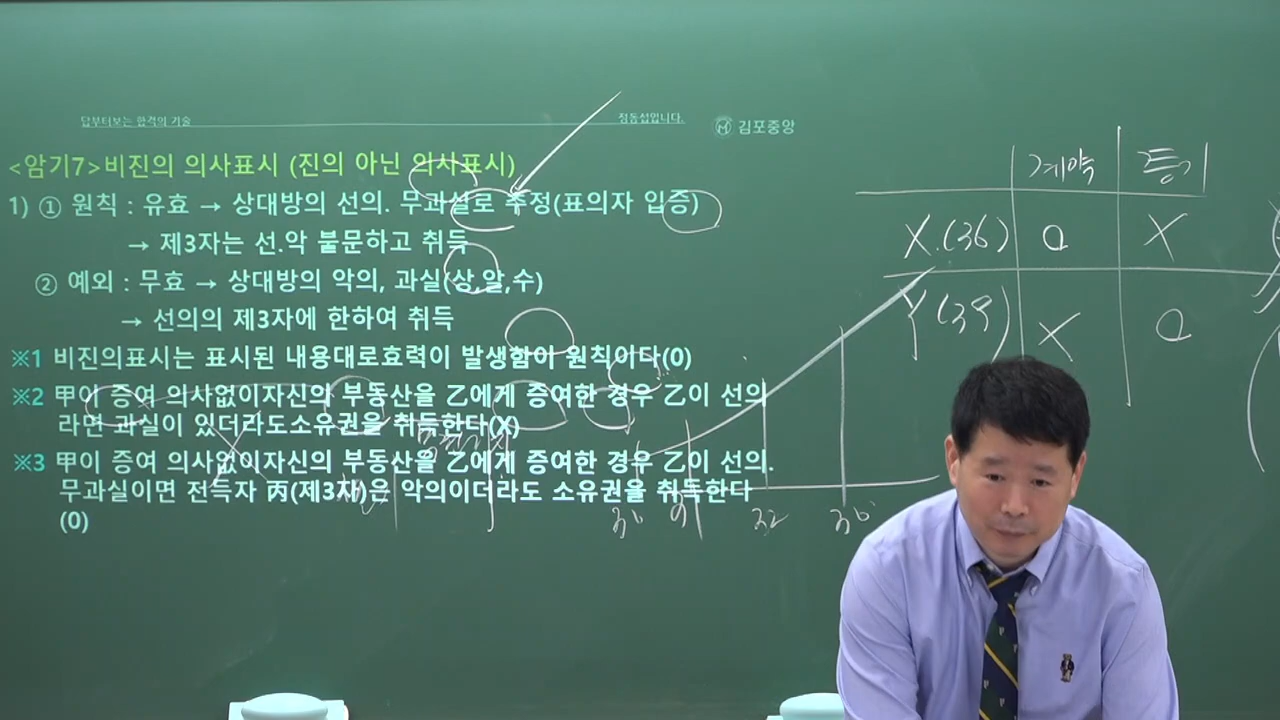 답부터보는 합격의 기술
정동섭입니다.
김포중앙
<암기7>비진의 의사표시 (진의 아닌 의사표시)
1) ① 원칙 : 유효 → 상대방의 선의. 무과실로 추정(표의자 입증)
→ 제3자는 선.악 불문하고 취득
② 예외 : 무효 → 상대방의 악의, 과실(상,알,수)
→ 선의의 제3자에 한하여 취득
※1 비진의표시는 표시된 내용대로효력이 발생함이 원칙이다(0)
※2 甲이 증여 의사없이자신의 부동산을 乙에게 증여한 경우 乙이 선의
라면 과실이 있더라도소유권을 취득한다(X)
※3 甲이 증여 의사없이자신의 부동산을 乙에게 증여한 경우 乙이 선의.
무과실이면 전득자 丙(제3재)은 악의이더라도 소유권을 취득한다
(0)
계약 등기
X.(36) O X
Y(39) X O
X
30 32 36